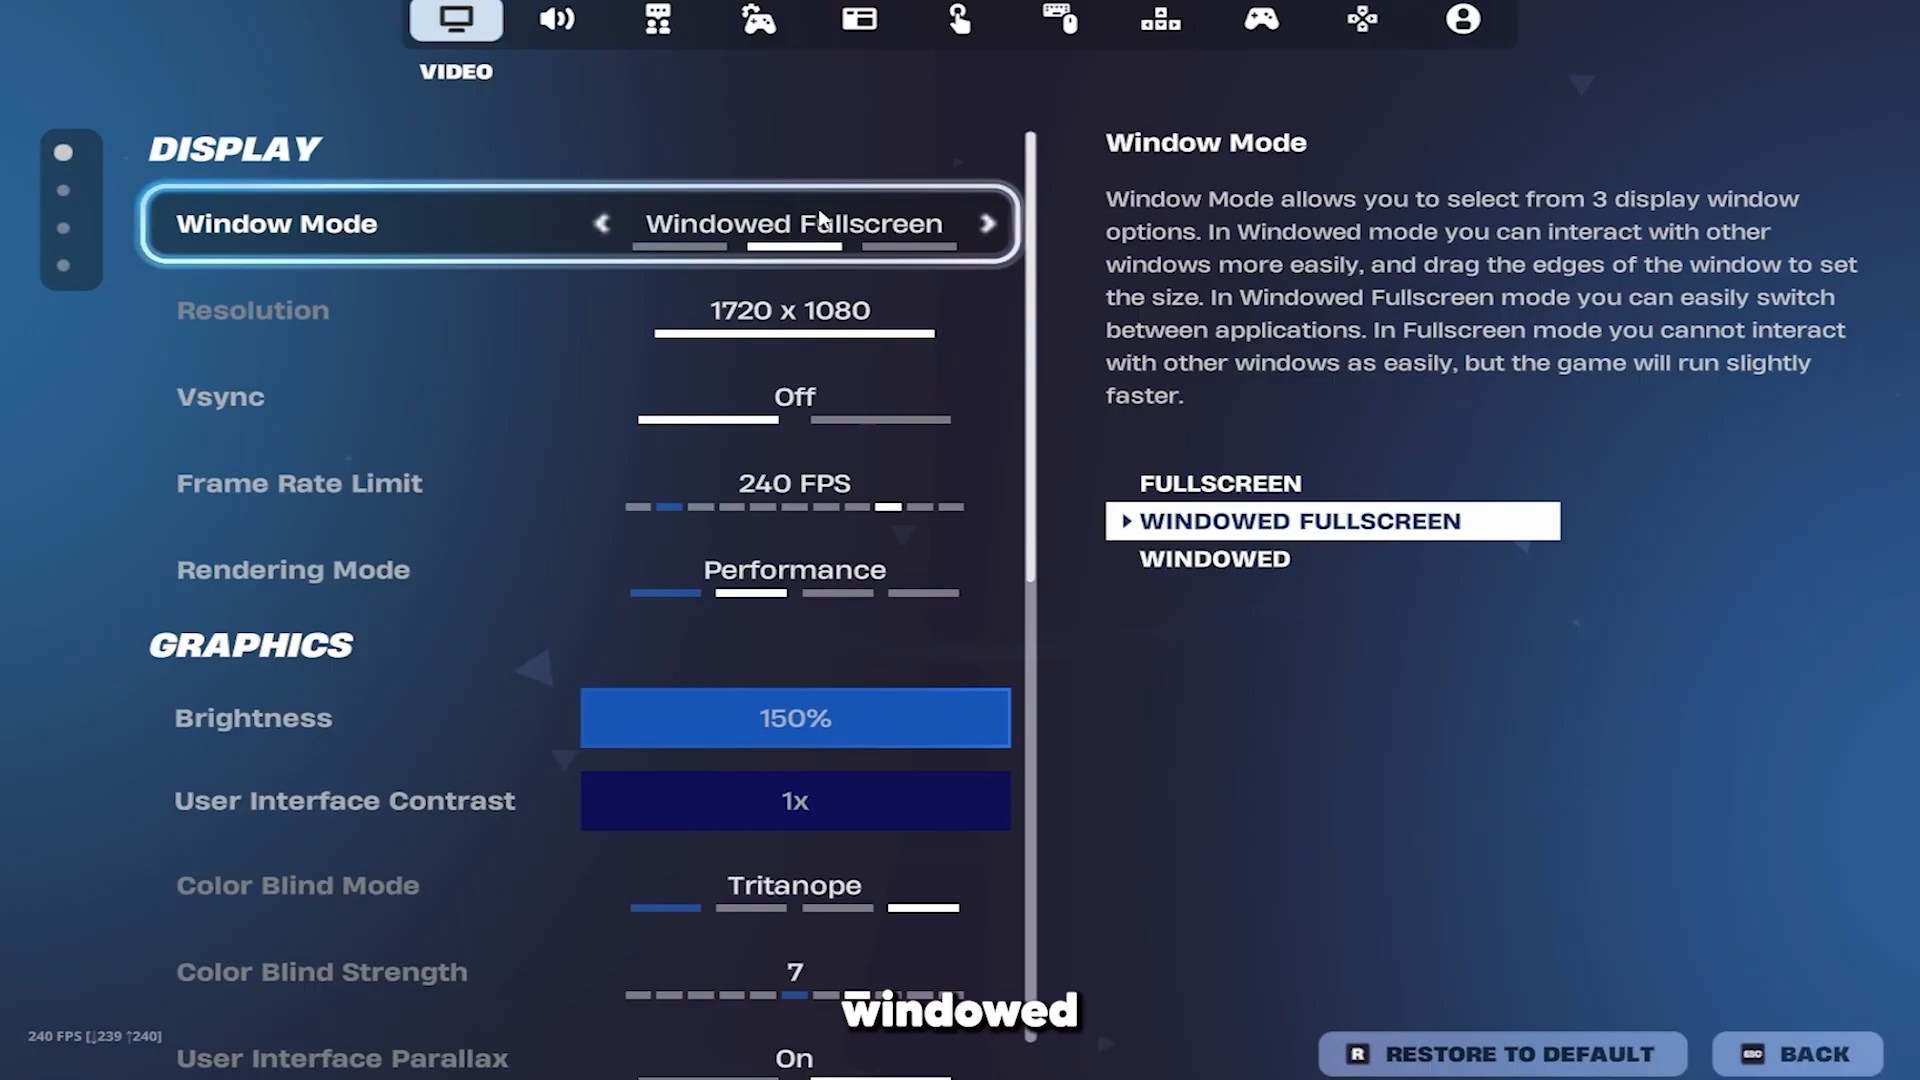 VIDEO
DISPLAY
Window Mode
Windowed Fullscreen
Resolution
1720 x 1080
Vsync
Off
Frame Rate Limit
240 FPS
Rendering Mode
Performance
GRAPHICS
Brightness
150%
User Interface Contrast
1x
Color Blind Mode
Tritanope
Color Blind Strength
7
windowed
User Interface Parallax
On
240 FPS [↓239 ↑240]
Window Mode
Window Mode allows you to select from 3 display window
options. In Windowed mode you can interact with other
windows more easily, and drag the edges of the window to set
the size. In Windowed Fullscreen mode you can easily switch
between applications. In Fullscreen mode you cannot interact
with other windows as easily, but the game will run slightly
faster.
FULLSCREEN
WINDOWED FULLSCREEN
WINDOWED
R RESTORE TO DEFAULT
ESC BACK